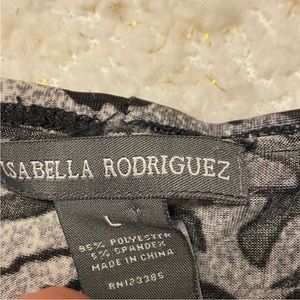 ISABELLA RODRIGUEZ
L
95% POLYESTER
5% SPANDEX
MADE IN CHINA
RN123385